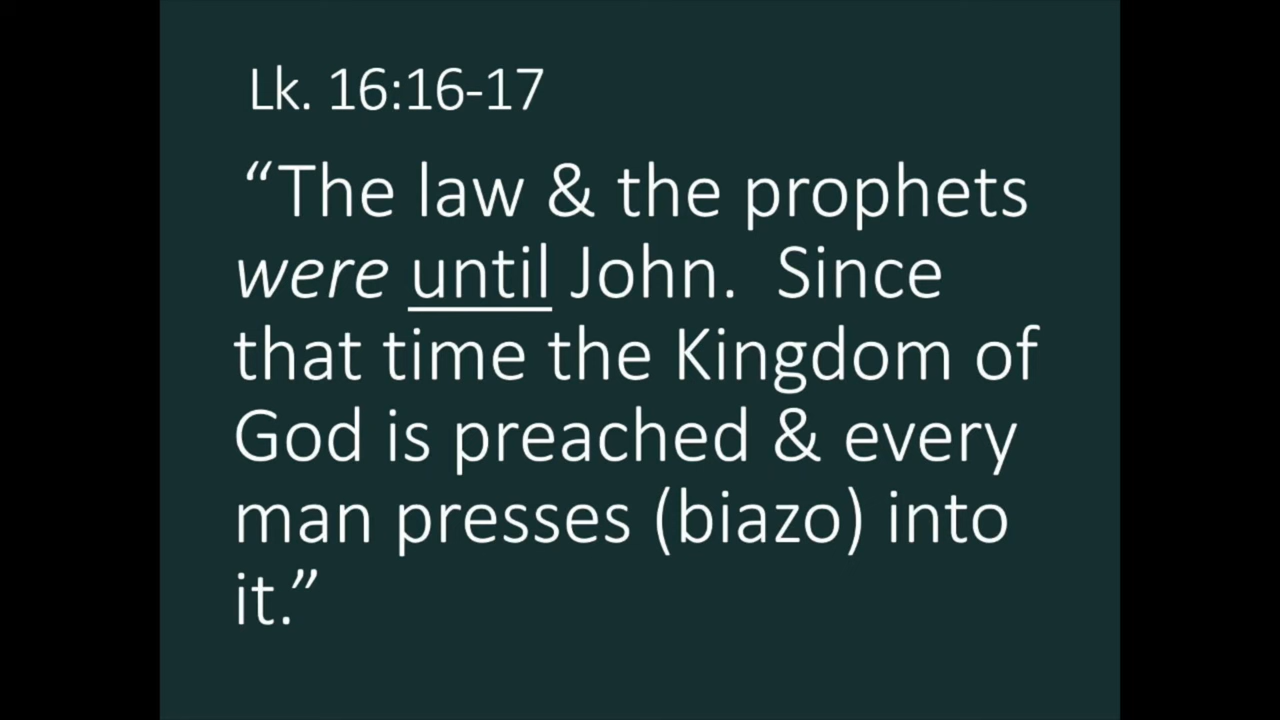 Lk. 16:16-17
“The law & the prophets
were until John.  Since
that time the Kingdom of
God is preached & every
man presses (biazo) into
it.”